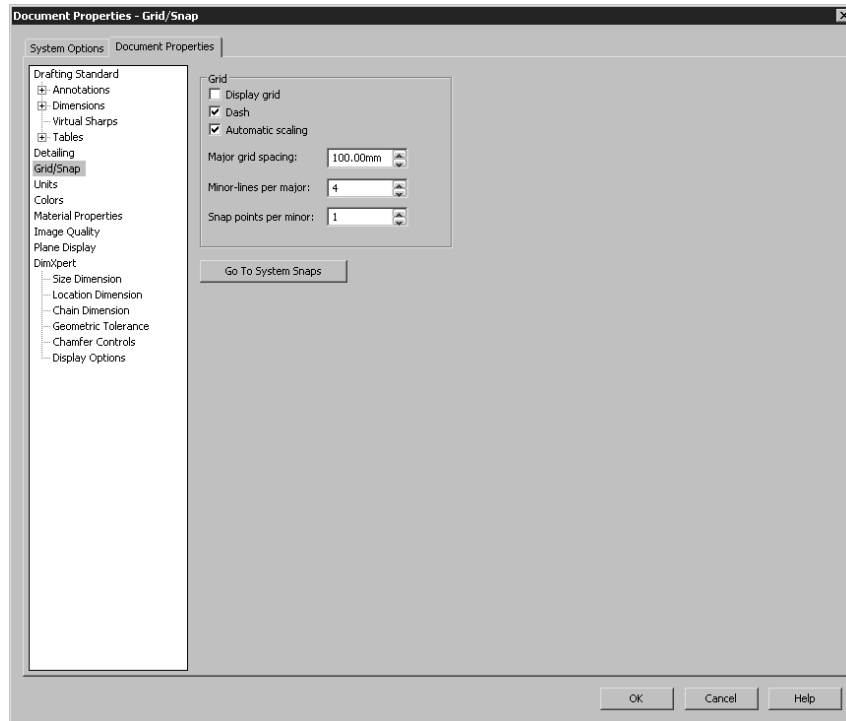 Document Properties - Grid/Snap
System Options
Document Properties
Drafting Standard
Annotations
Dimensions
Virtual Sharps
Tables
Detailing
Grid/Snap
Units
Colors
Material Properties
Image Quality
Plane Display
DimXpert
Size Dimension
Location Dimension
Chain Dimension
Geometric Tolerance
Chamfer Controls
Display Options
Grid
Display grid
Dash
Automatic scaling
Major grid spacing: 100.00mm
Minor-lines per major: 4
Snap points per minor: 1
Go To System Snaps
OK Cancel Help